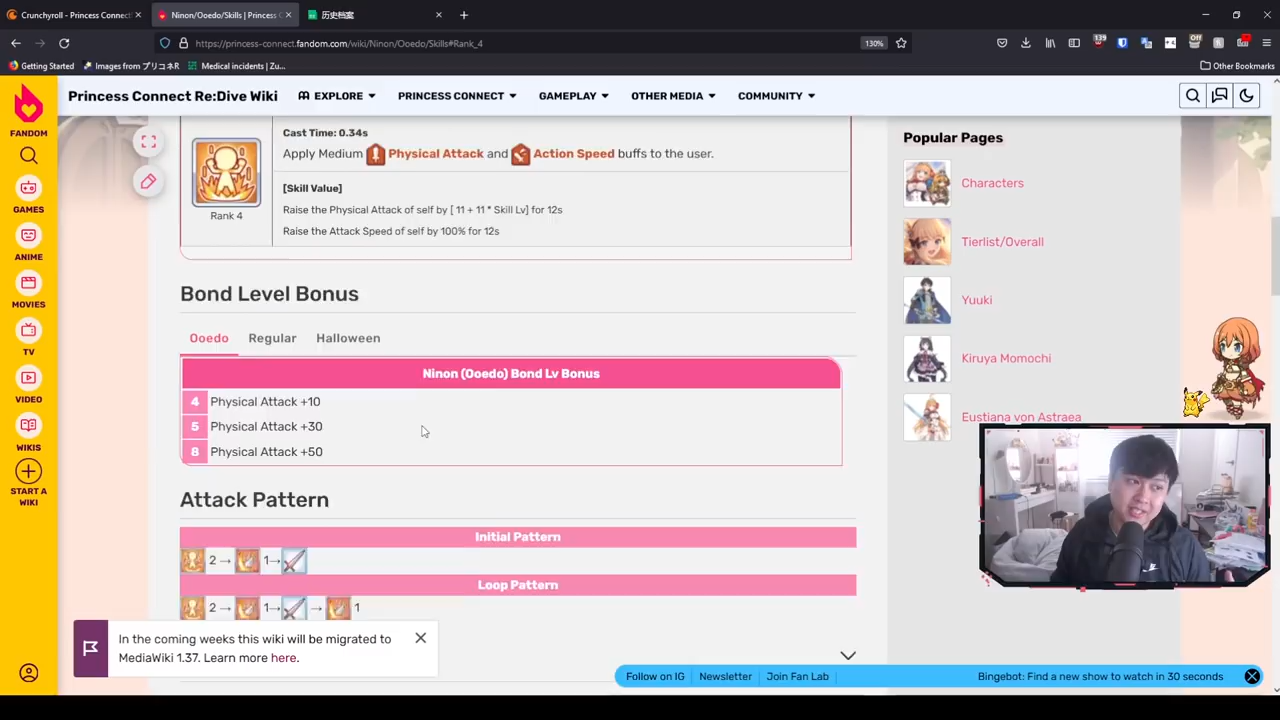 Crunchyroll - Princess Connect!
Ninon/Ooedo/Skills | Princess C
历史档案
https://princess-connect.fandom.com/wiki/Ninon/Ooedo/Skills#Rank_4
130%
139
Off
Getting Started
Images from プリコネR
Medical incidents (Zu...
Other Bookmarks
FANDOM
GAMES
ANIME
MOVIES
TV
VIDEO
WIKIS
START A
WIKI
Princess Connect Re:Dive Wiki
EXPLORE
PRINCESS CONNECT
GAMEPLAY
OTHER MEDIA
COMMUNITY
Rank 4
Cast Time: 0.34s
Apply Medium Physical Attack and Action Speed buffs to the user.
[Skill Value]
Raise the Physical Attack of self by [ 11 + 11 * Skill Lv] for 12s
Raise the Attack Speed of self by 100% for 12s
Bond Level Bonus
Ooedo Regular Halloween
Ninon (Ooedo) Bond Lv Bonus
4 Physical Attack +10
5 Physical Attack +30
8 Physical Attack +50
Attack Pattern
Initial Pattern
2 → 1→
Loop Pattern
2 → 1→ → 1
In the coming weeks this wiki will be migrated to
MediaWiki 1.37. Learn more here.
Popular Pages
Characters
Tierlist/Overall
Yuuki
Kiruya Momochi
Eustiana von Astraea
Follow on IG
Newsletter
Join Fan Lab
Bingebot: Find a new show to watch in 30 seconds